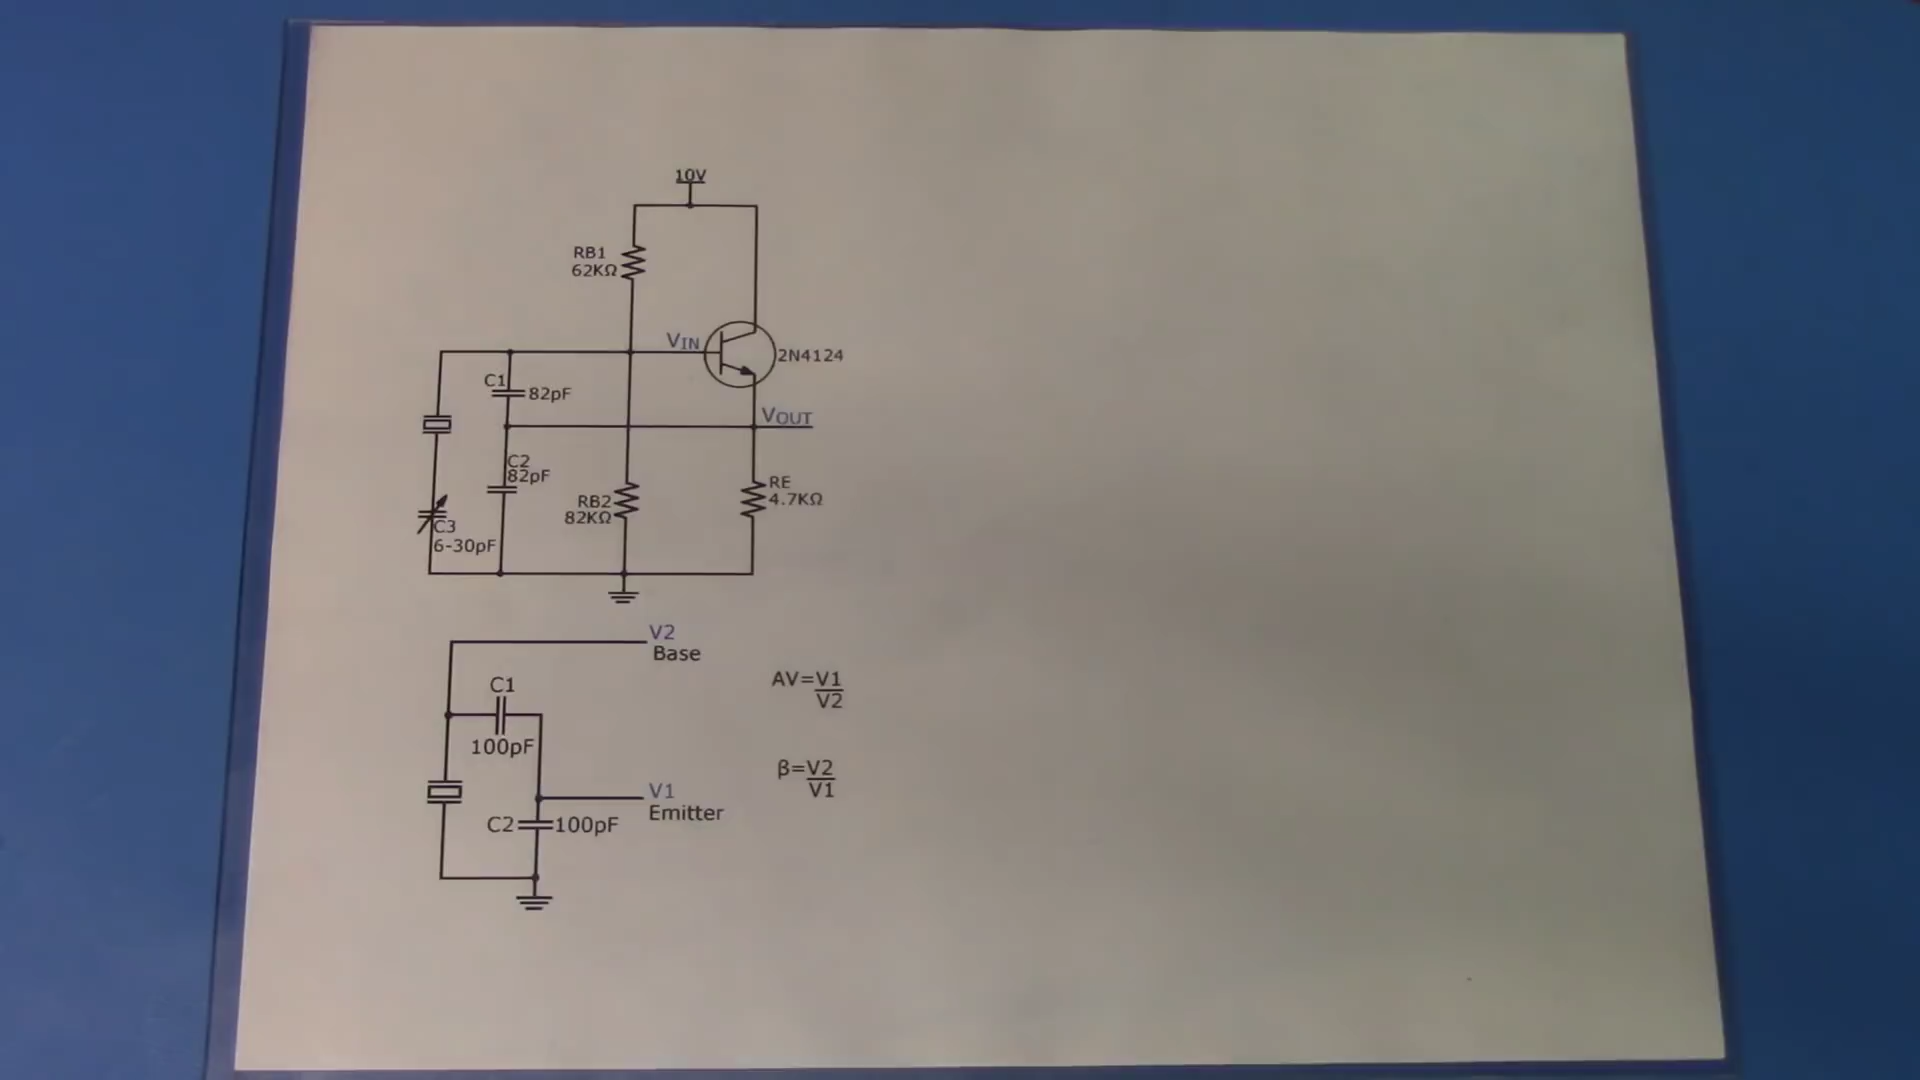 10V
RB1
62KΩ
VIN
2N4124
C1
82pF
VOUT
C2
82pF
RE
4.7KΩ
RB2
82KΩ
C3
6-30pF
V2
Base
C1
100pF
AV=V1
V2
β=V2
V1
V1
Emitter
C2
100pF